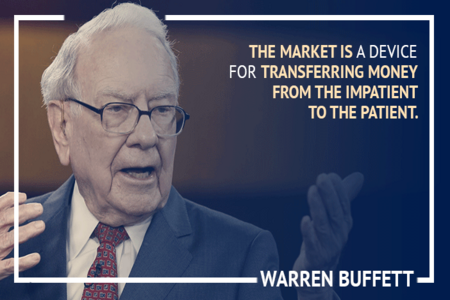 THE MARKET IS A DEVICE
FOR TRANSFERRING MONEY
FROM THE IMPATIENT
TO THE PATIENT.
WARREN BUFFETT